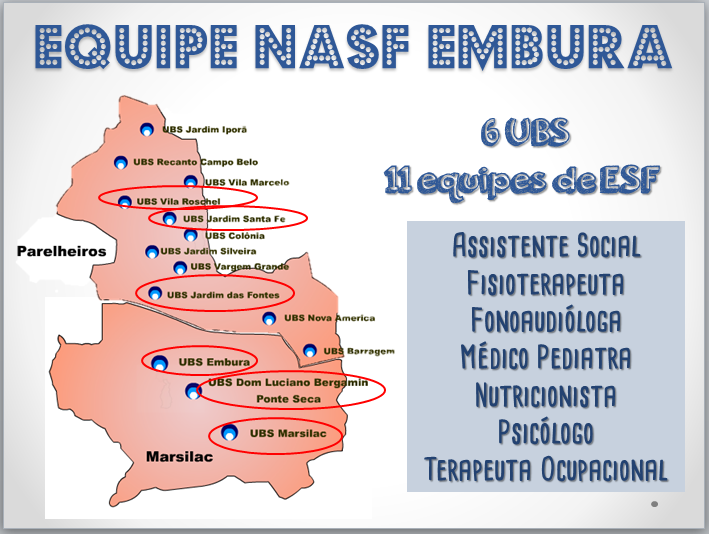 EQUIPE NASF EMBURA
6 UBS
11 equipes de ESF
UBS Jardim Iporã
UBS Recanto Campo Belo
UBS Vila Marcelo
UBS Vila Roschel
UBS Jardim Santa Fe
UBS Colônia
Parelheiros
UBS Jardim Silveira
UBS Vargem Grande
UBS Jardim das Fontes
UBS Nova America
UBS Barragem
UBS Embura
UBS Dom Luciano Bergamin
Ponte Seca
UBS Marsilac
Marsilac
Assistente Social
Fisioterapeuta
Fonoaudióloga
Médico Pediatra
Nutricionista
Psicólogo
Terapeuta Ocupacional